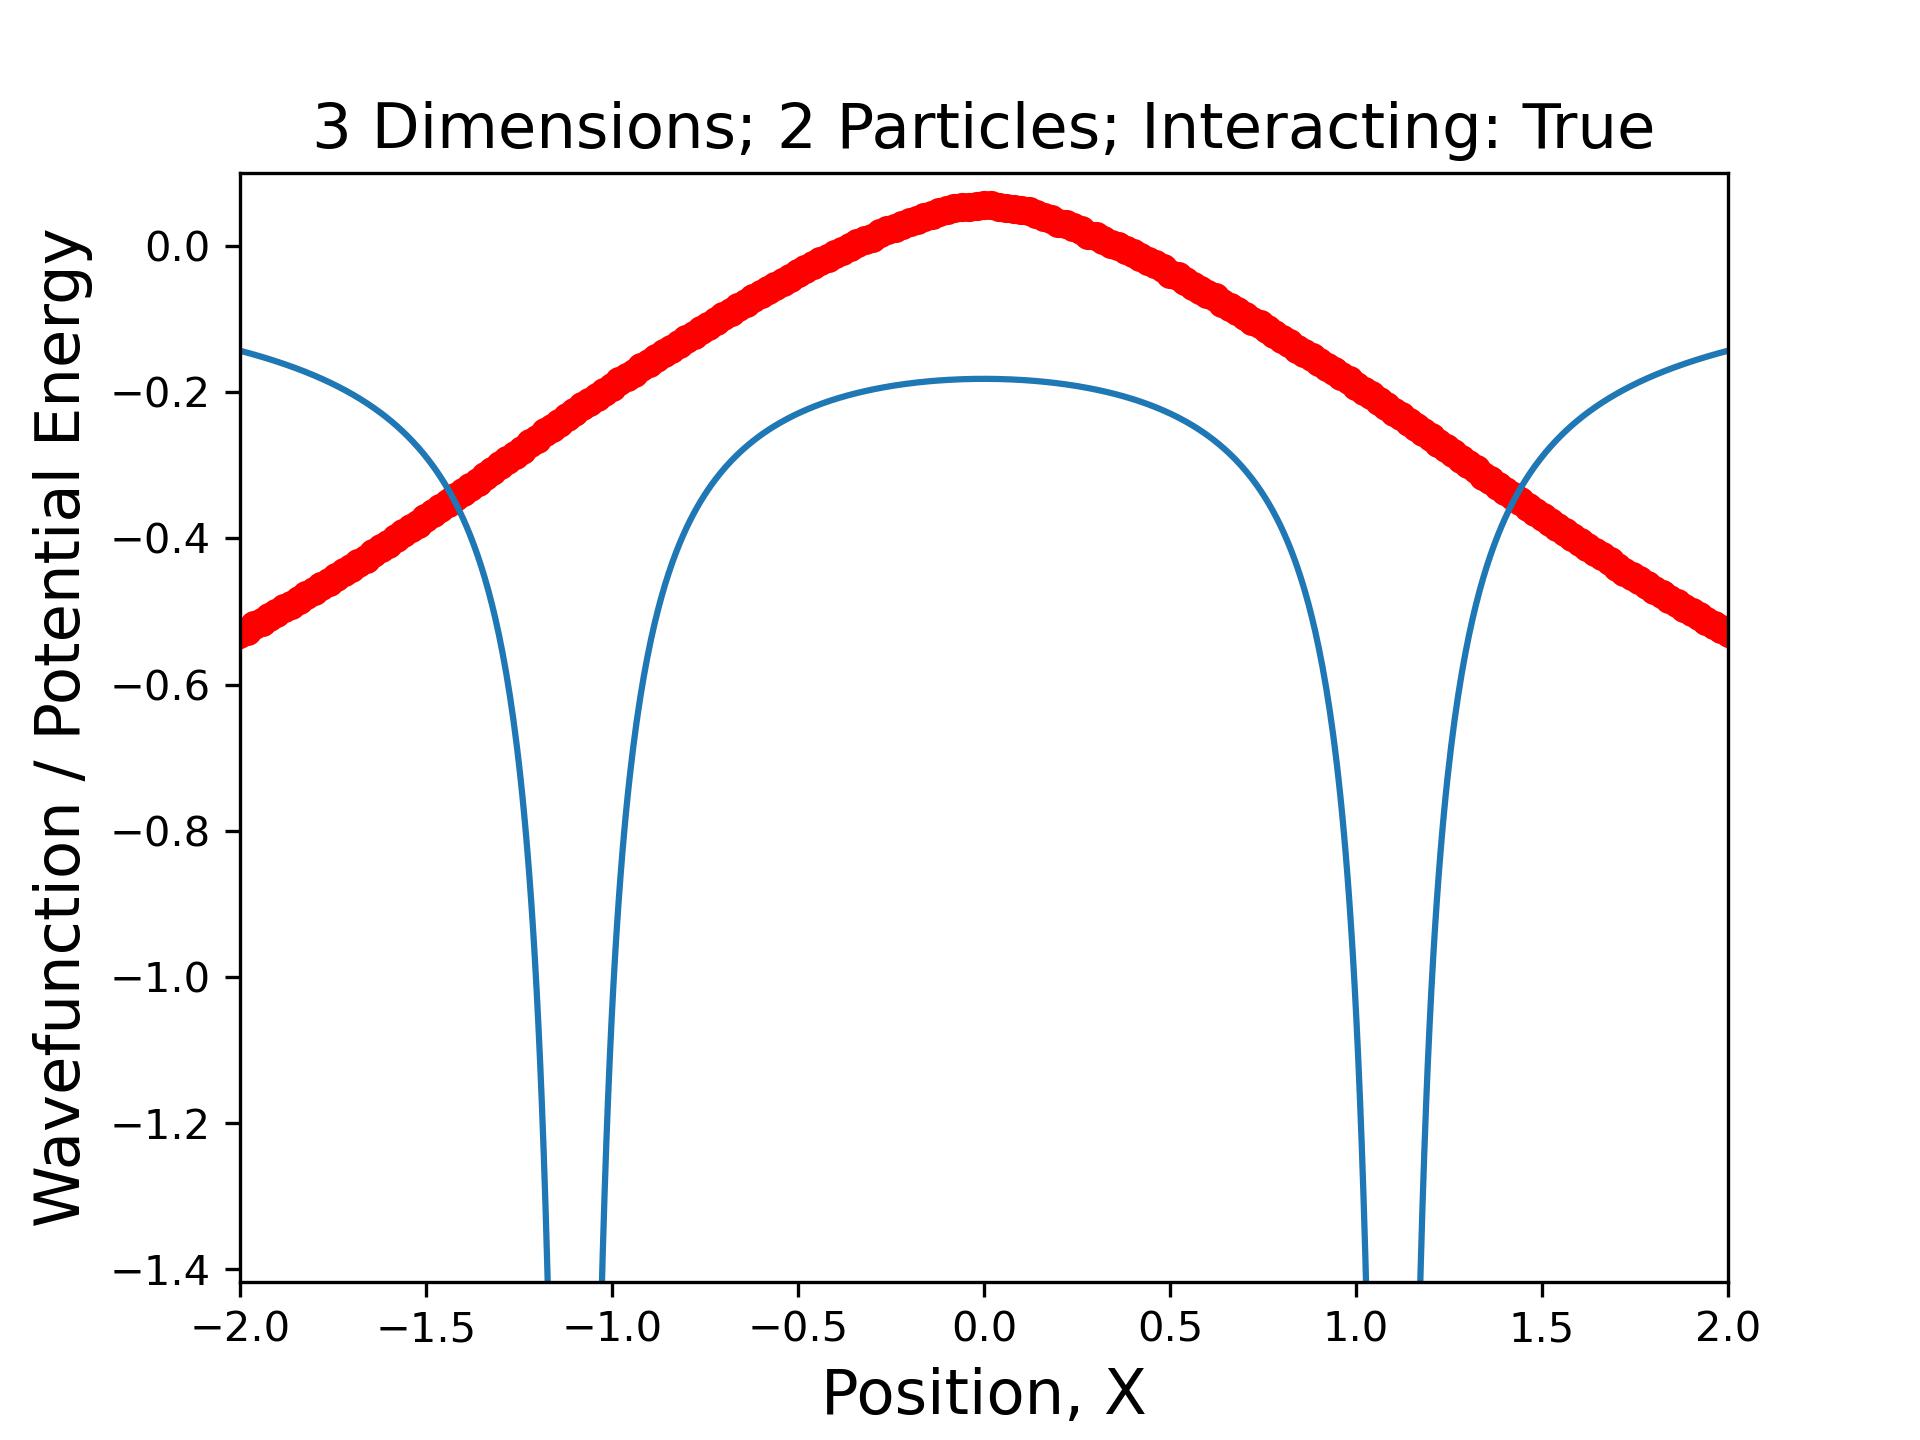 3 Dimensions; 2 Particles; Interacting: True
Wavefunction / Potential Energy
0.0
−0.2
−0.4
−0.6
−0.8
−1.0
−1.2
−1.4
−2.0 −1.5 −1.0 −0.5 0.0 0.5 1.0 1.5 2.0
Position, X